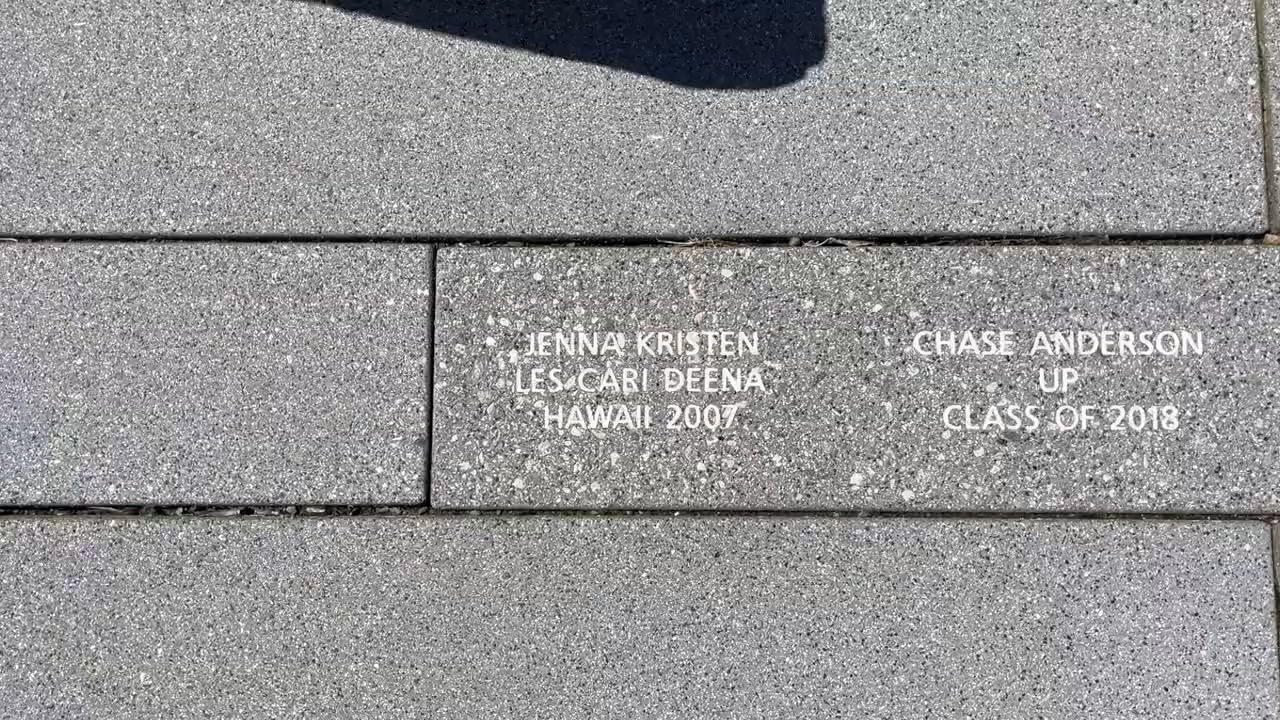 JENNA KRISTEN
LES CARI DEENA
HAWAII 2007
CHASE ANDERSON
UP
CLASS OF 2018